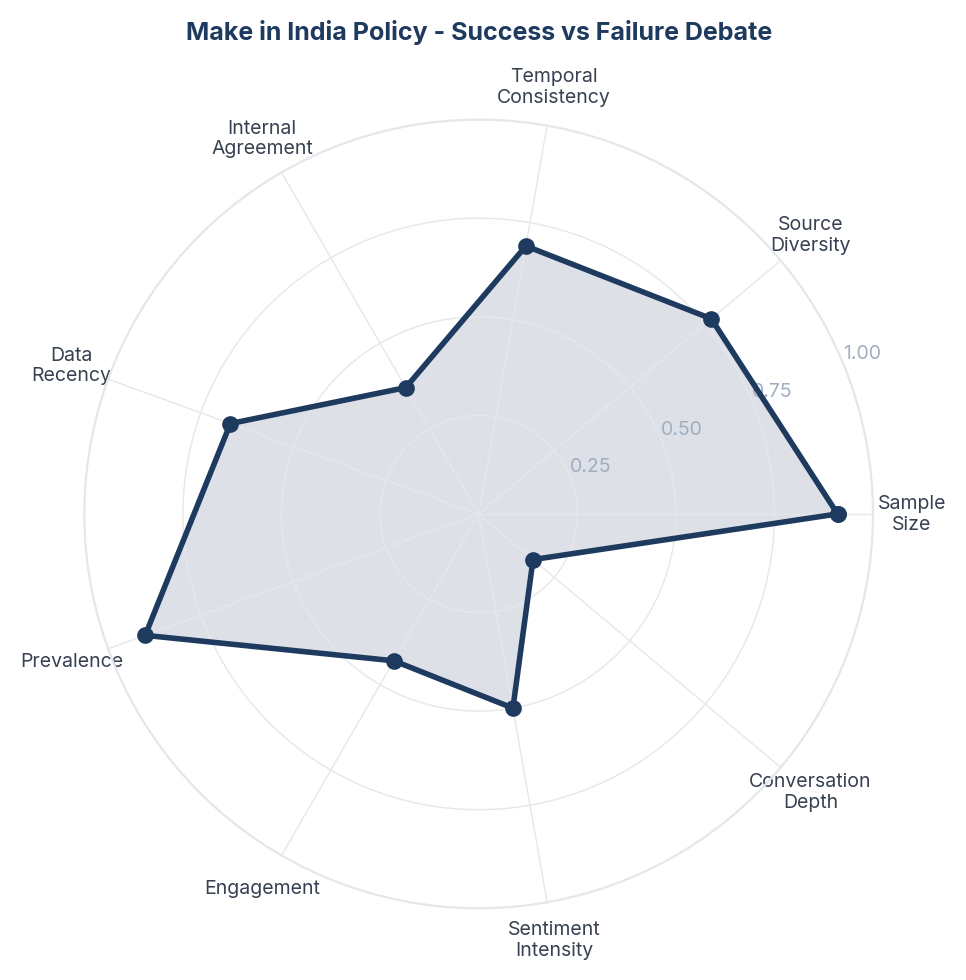 Make in India Policy - Success vs Failure Debate
Temporal
Consistency
Internal
Agreement
Source
Diversity
Data
Recency
1.00
0.75
0.50
0.25
Sample
Size
Prevalence
Conversation
Depth
Engagement
Sentiment
Intensity